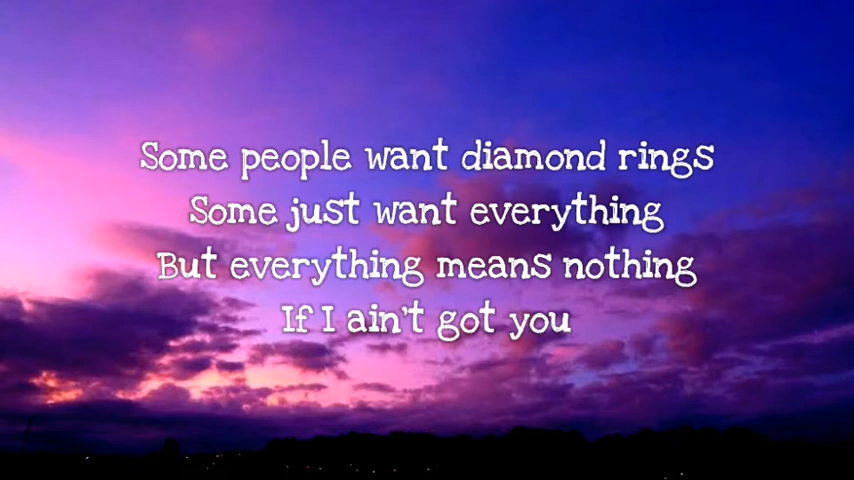 Some people want diamond rings
Some just want everything
But everything means nothing
If I ain't got you